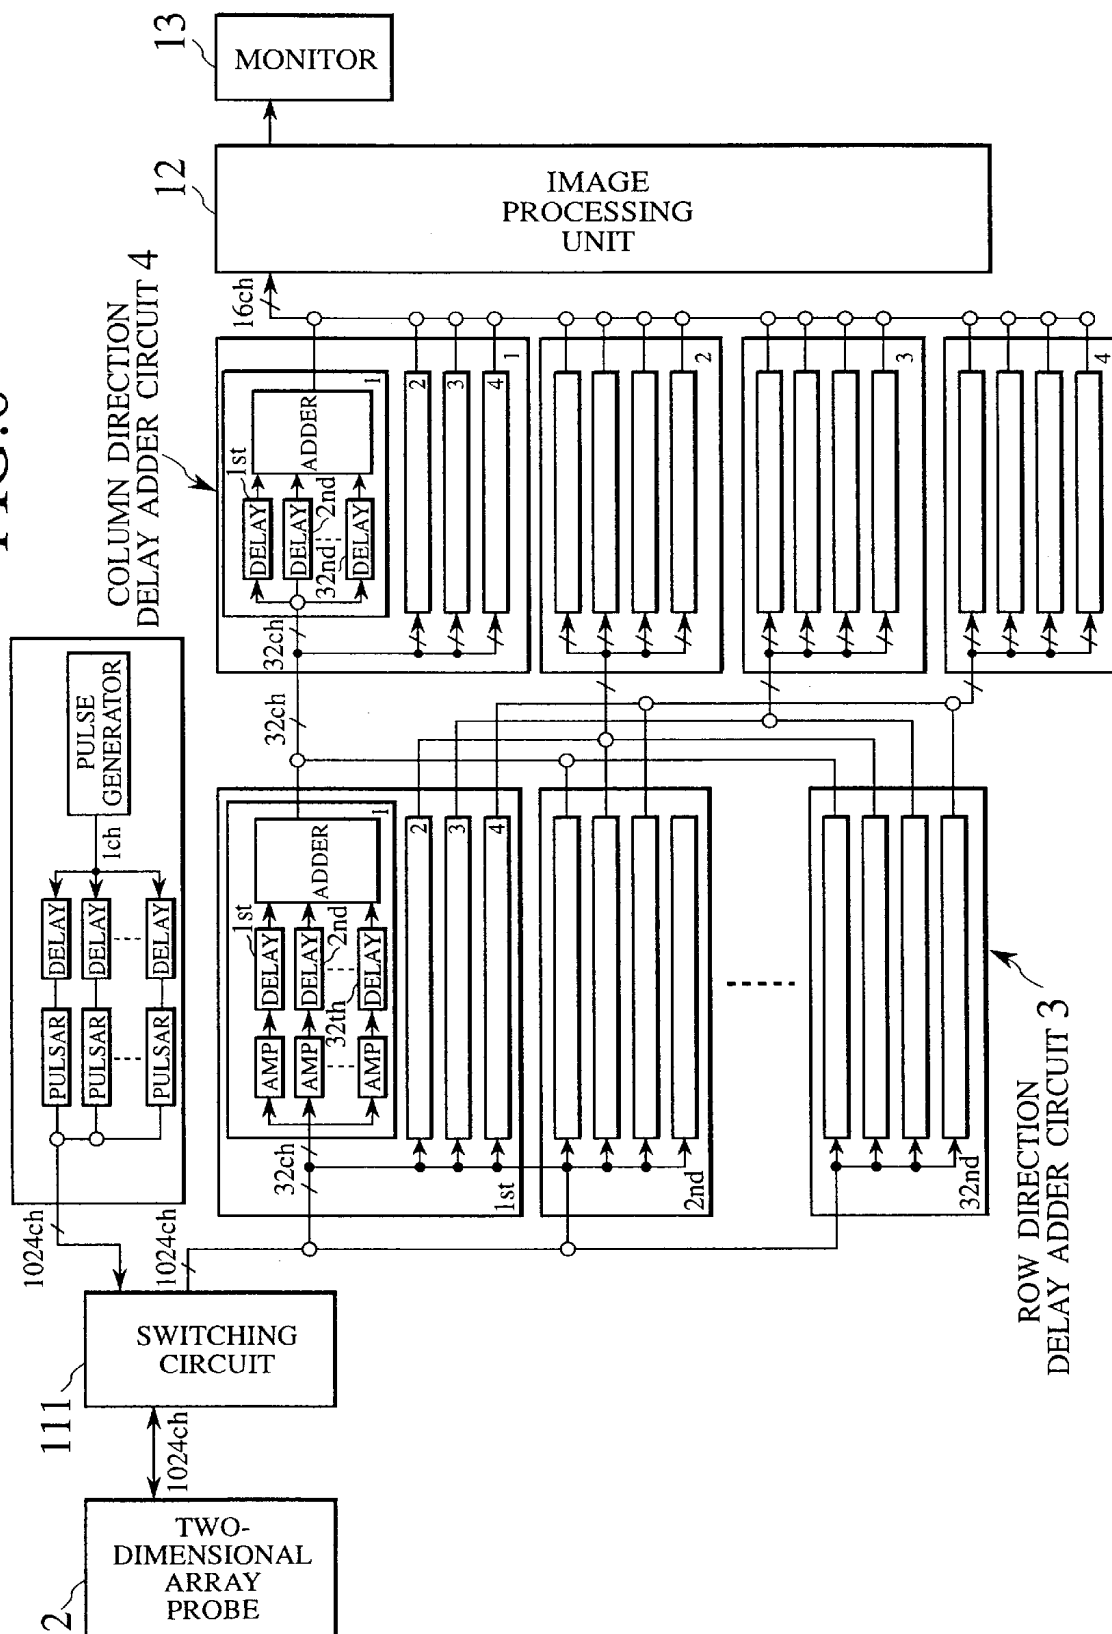 13
MONITOR
12
IMAGE
PROCESSING
UNIT
16ch
COLUMN DIRECTION
DELAY ADDER CIRCUIT 4
1st
DELAY
DELAY
2nd
32nd
DELAY
ADDER
1
2
3
4
1
2
3
4
32ch
32ch
PULSE
GENERATOR
1ch
DELAY
DELAY
DELAY
PULSAR
PULSAR
PULSAR
1024ch
1st
AMP
DELAY
AMP
DELAY
2nd
32th
AMP
DELAY
ADDER
1
2
3
4
32ch
1st
2nd
32nd
ROW DIRECTION
DELAY ADDER CIRCUIT 3
1024ch
111
SWITCHING
CIRCUIT
1024ch
2
TWO-
DIMENSIONAL
ARRAY
PROBE